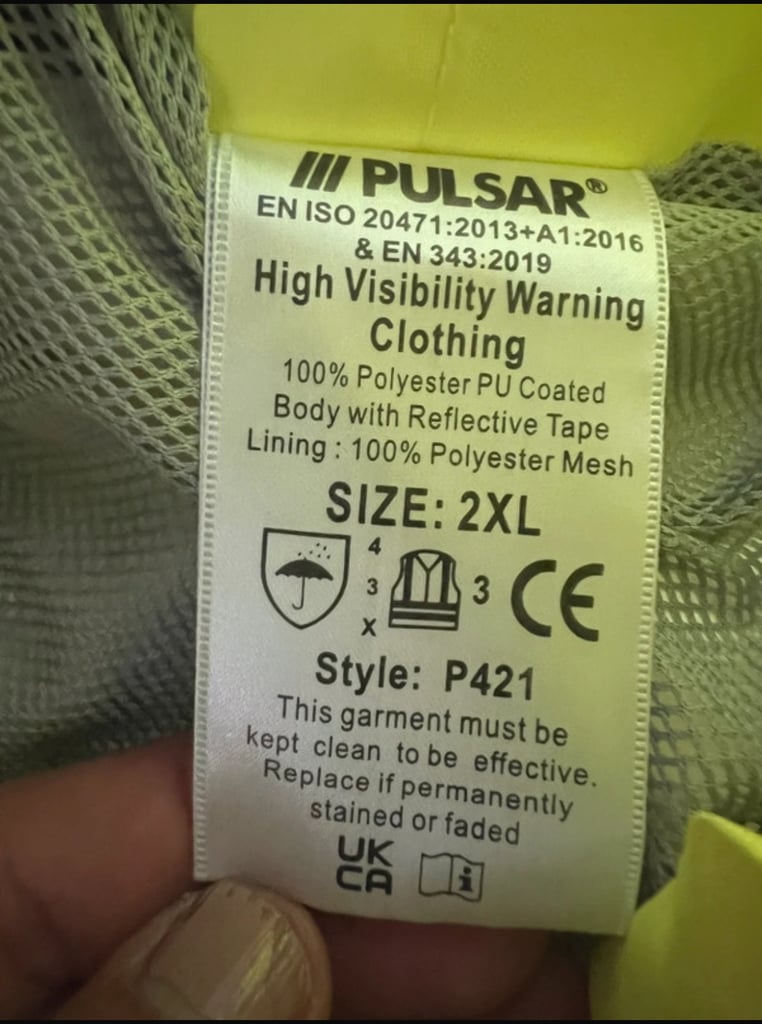 PULSAR®
EN ISO 20471:2013+A1:2016
& EN 343:2019
High Visibility Warning
Clothing
100% Polyester PU Coated
Body with Reflective Tape
Lining : 100% Polyester Mesh
SIZE: 2XL
4
3
X
3
CE
Style: P421
This garment must be
kept clean to be effective.
Replace if permanently
stained or faded
UK
CA
i